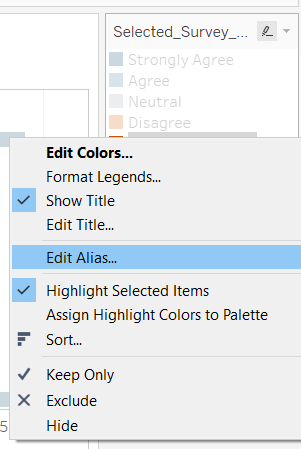 Selected_Survey_...
Strongly Agree
Agree
Neutral
Disagree
Edit Colors...
Format Legends...
Show Title
Edit Title...
Edit Alias...
Highlight Selected Items
Assign Highlight Colors to Palette
Sort...
Keep Only
Exclude
Hide
5